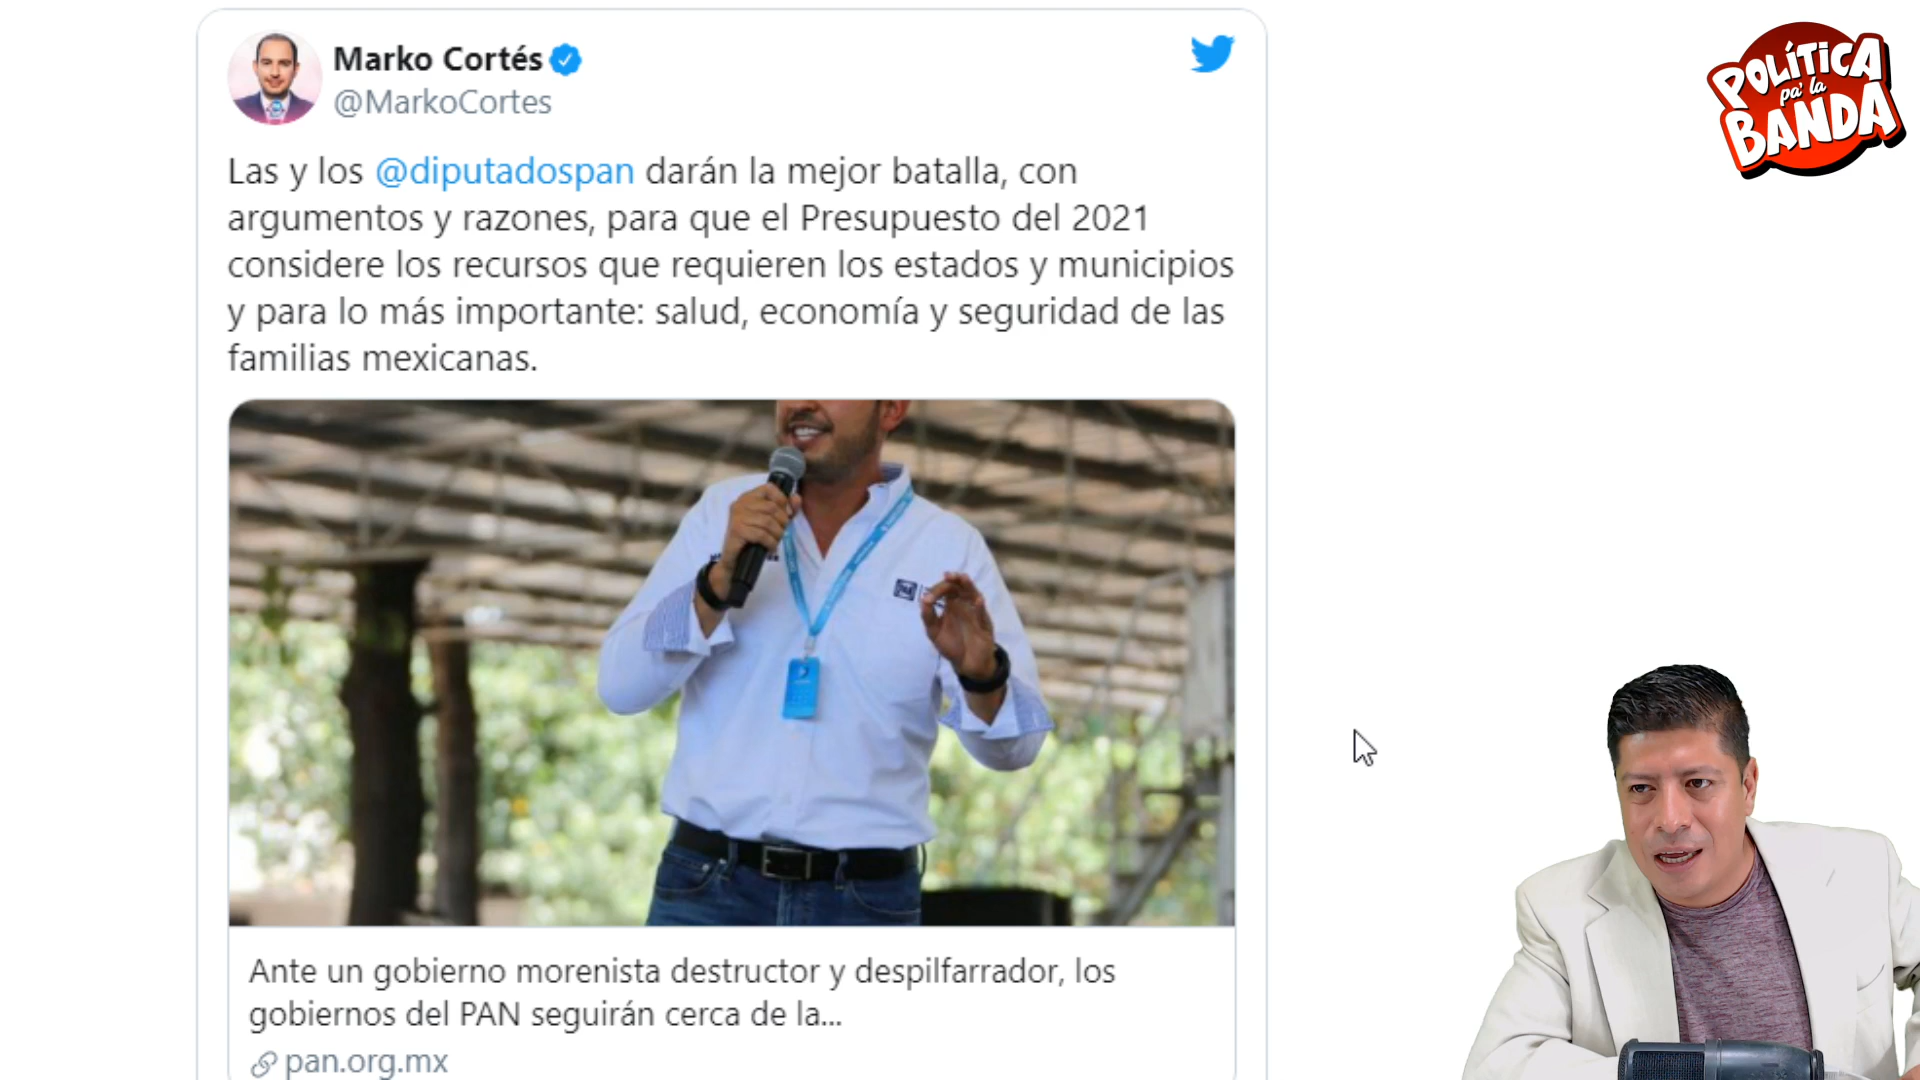 Marko Cortés
@MarkoCortes
Las y los @diputadospan darán la mejor batalla, con
argumentos y razones, para que el Presupuesto del 2021
considere los recursos que requieren los estados y municipios
y para lo más importante: salud, economía y seguridad de las
familias mexicanas.
Ante un gobierno morenista destructor y despilfarrador, los
gobiernos del PAN seguirán cerca de la...
pan.org.mx
POLÍTICA
pa' la
BANDA
PAN